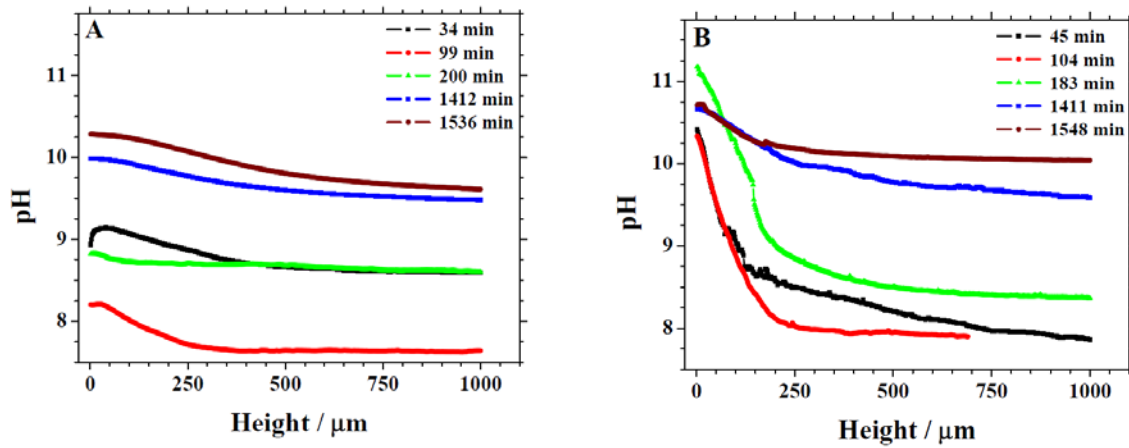 A
34 min
99 min
200 min
1412 min
1536 min
11
10
9
8
pH
0 250 500 750 1000
Height / μm
B
45 min
104 min
183 min
1411 min
1548 min
11
10
9
8
pH
0 250 500 750 1000
Height / μm